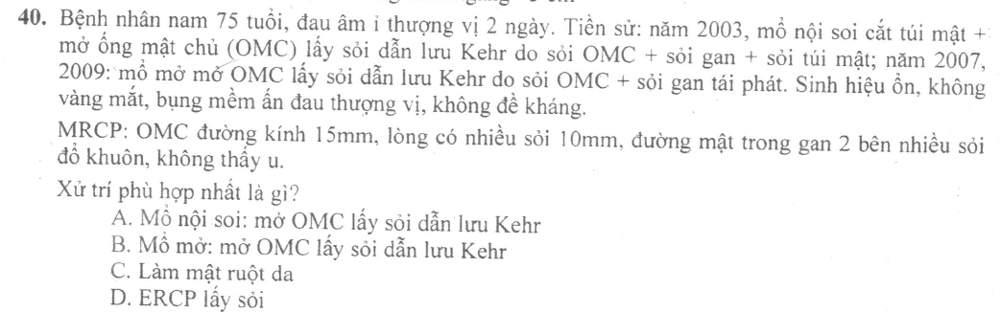 40. Bệnh nhân nam 75 tuổi, đau âm ỉ thượng vị 2 ngày. Tiền sử: năm 2003, mổ nội soi cắt túi mật +
mở ống mật chủ (OMC) lấy sỏi dẫn lưu Kehr do sỏi OMC + sỏi gan + sỏi túi mật; năm 2007,
2009: mổ mở mở OMC lấy sỏi dẫn lưu Kehr do sỏi OMC + sỏi gan tái phát. Sinh hiệu ổn, không
vàng mắt, bụng mềm ấn đau thượng vị, không đề kháng.
MRCP: OMC đường kính 15mm, lòng có nhiều sỏi 10mm, đường mật trong gan 2 bên nhiều sỏi
đổ khuôn, không thấy u.
Xử trí phù hợp nhất là gì?
A. Mổ nội soi: mở OMC lấy sỏi dẫn lưu Kehr
B. Mổ mở: mở OMC lấy sỏi dẫn lưu Kehr
C. Làm mật ruột da
D. ERCP lấy sỏi